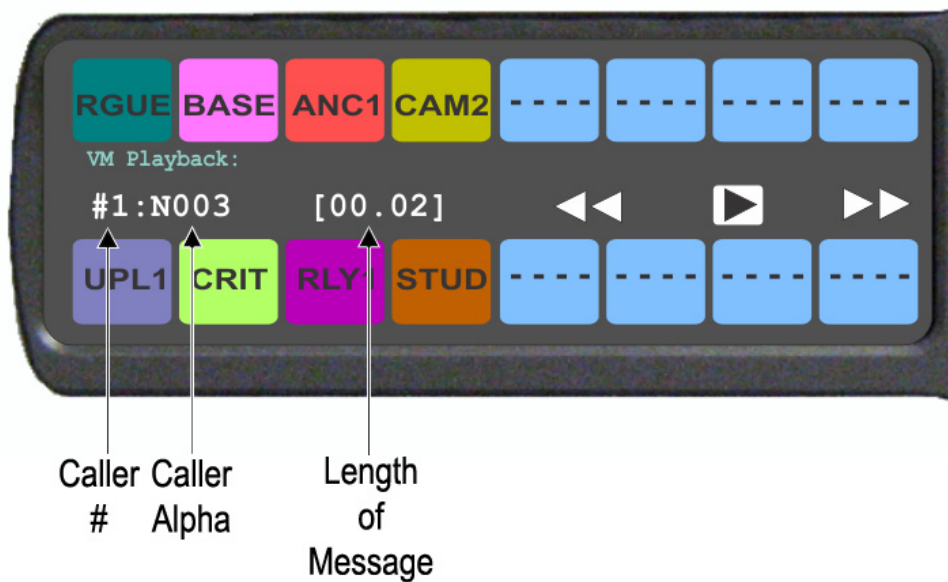 RGUE BASE ANC1 CAM2 ---- ---- ---- ----
VM Playback:
#1:N003 [00.02]
UPL1 CRIT RLY1 STUD ---- ---- ---- ----
Caller Caller Length
# Alpha of
Message